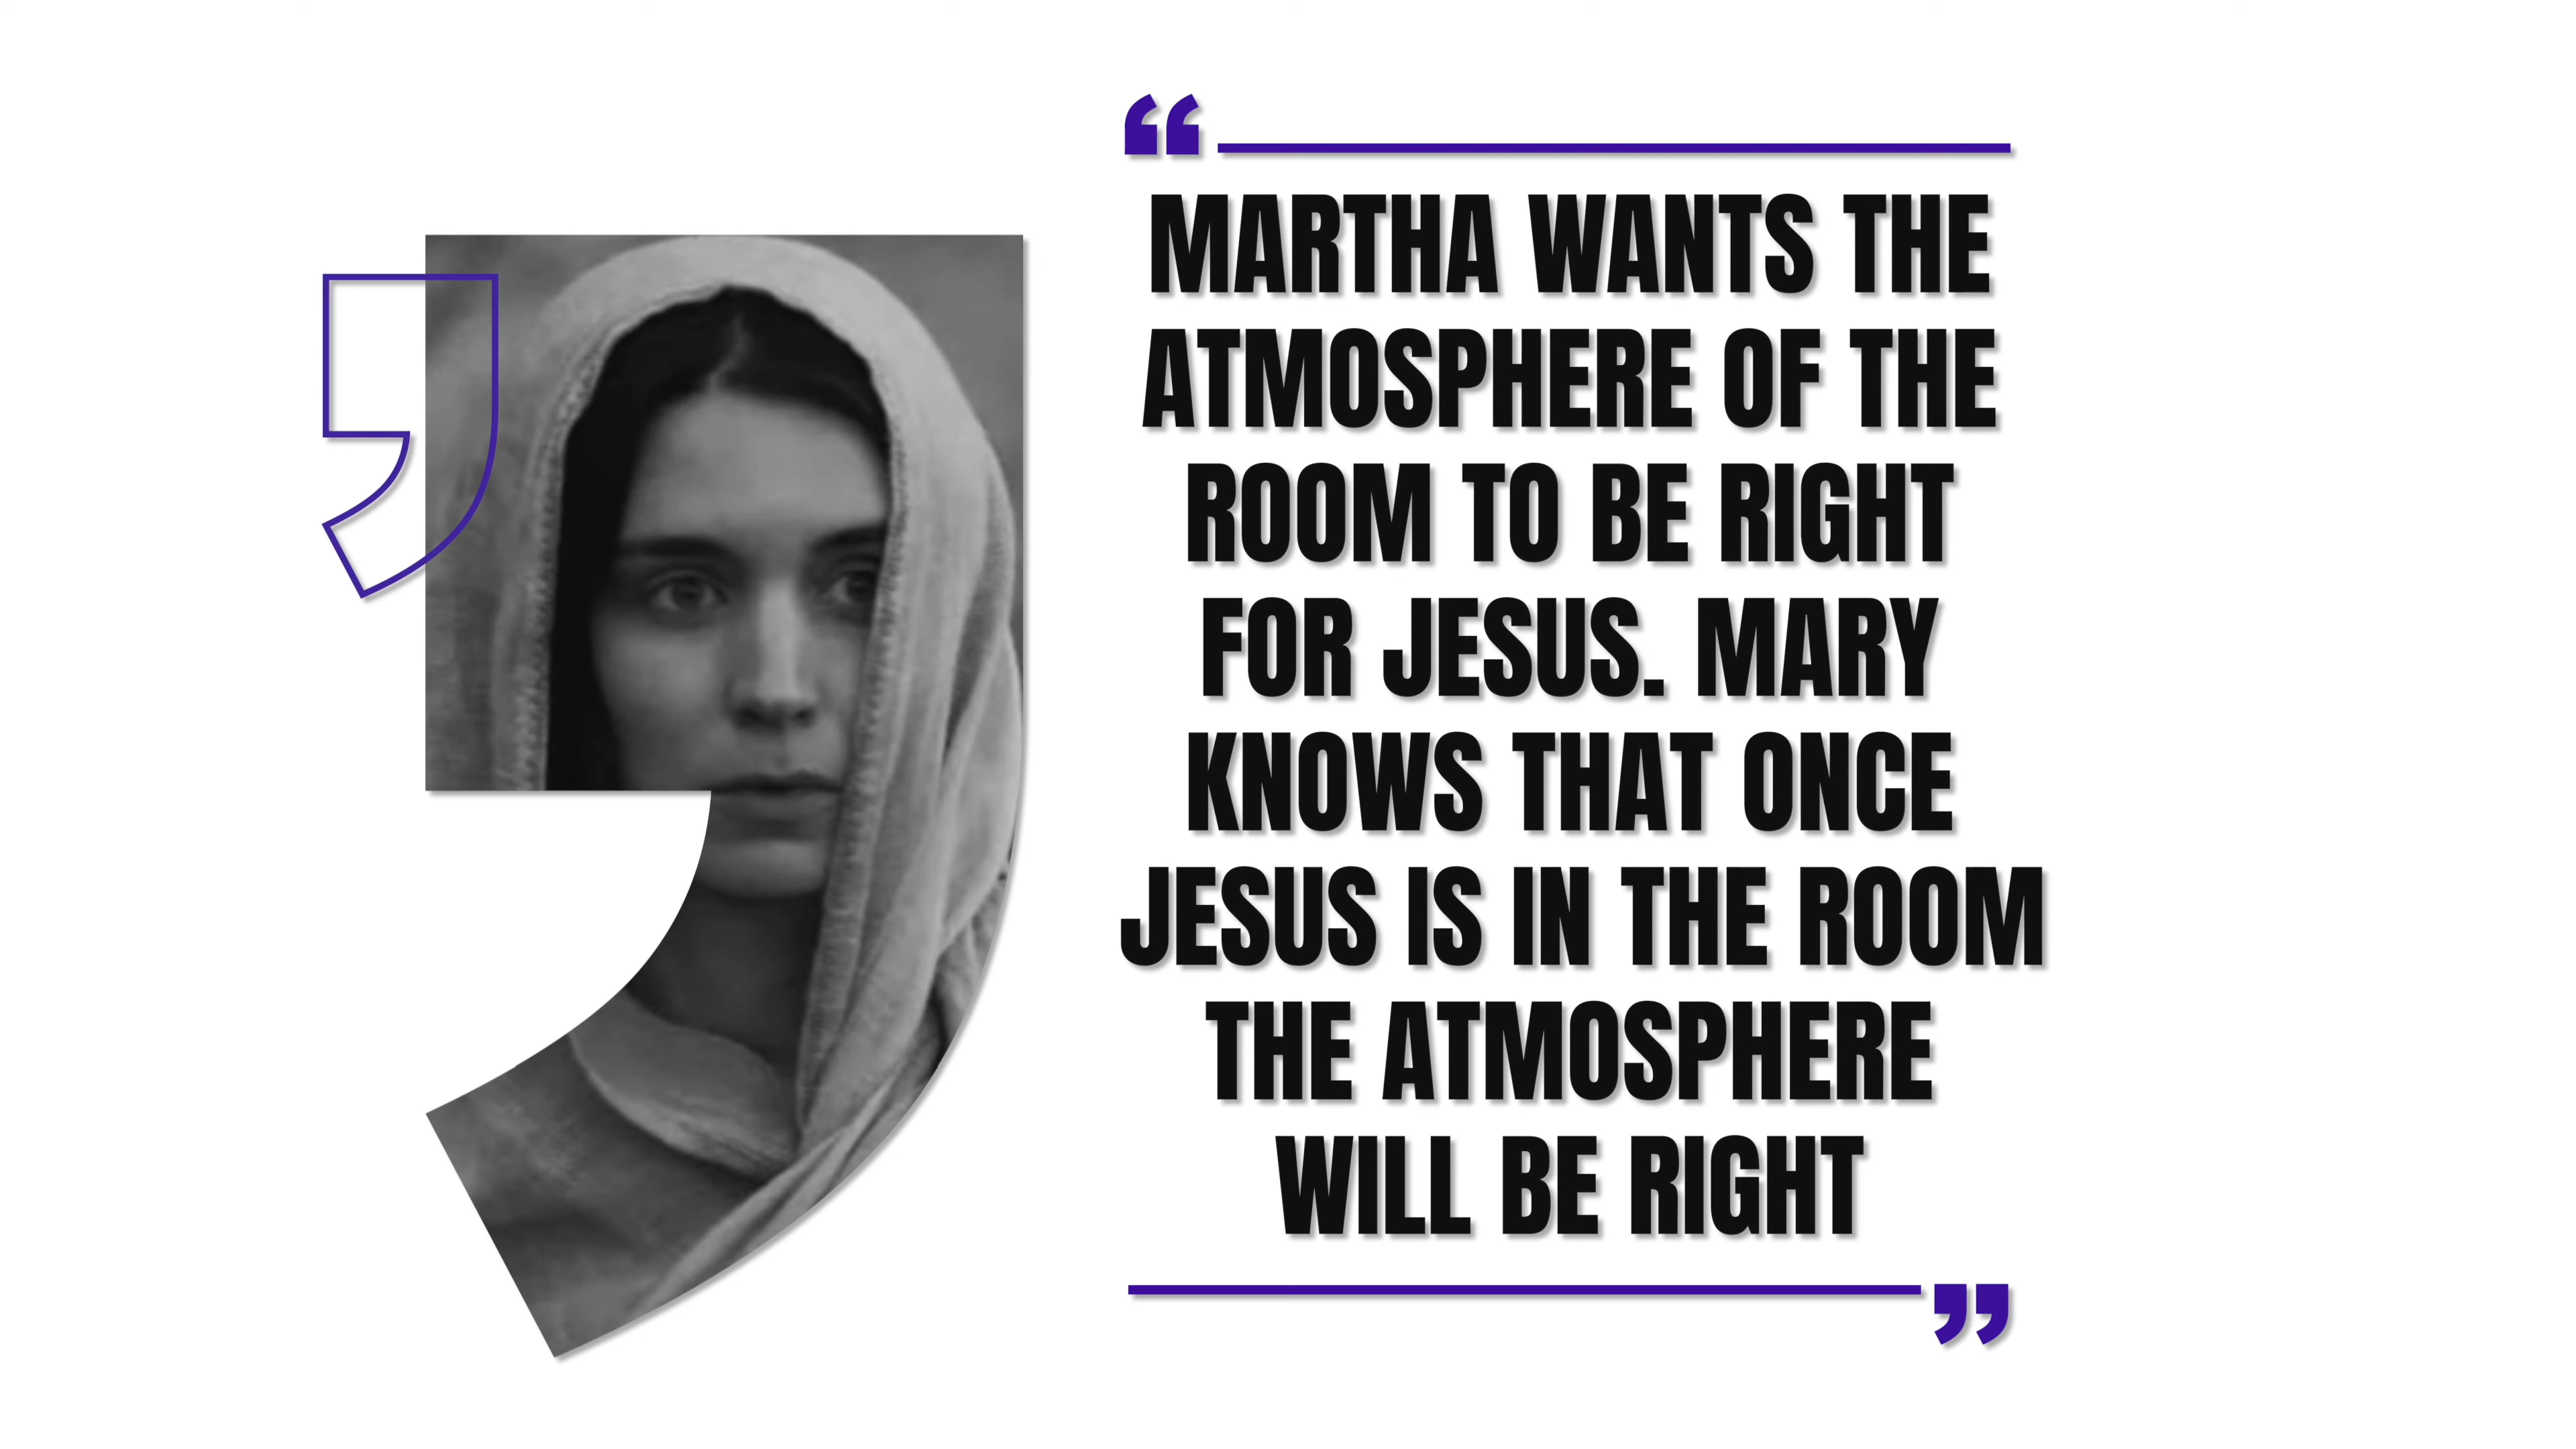 “
MARTHA WANTS THE
ATMOSPHERE OF THE
ROOM TO BE RIGHT
FOR JESUS. MARY
KNOWS THAT ONCE
JESUS IS IN THE ROOM
THE ATMOSPHERE
WILL BE RIGHT
”